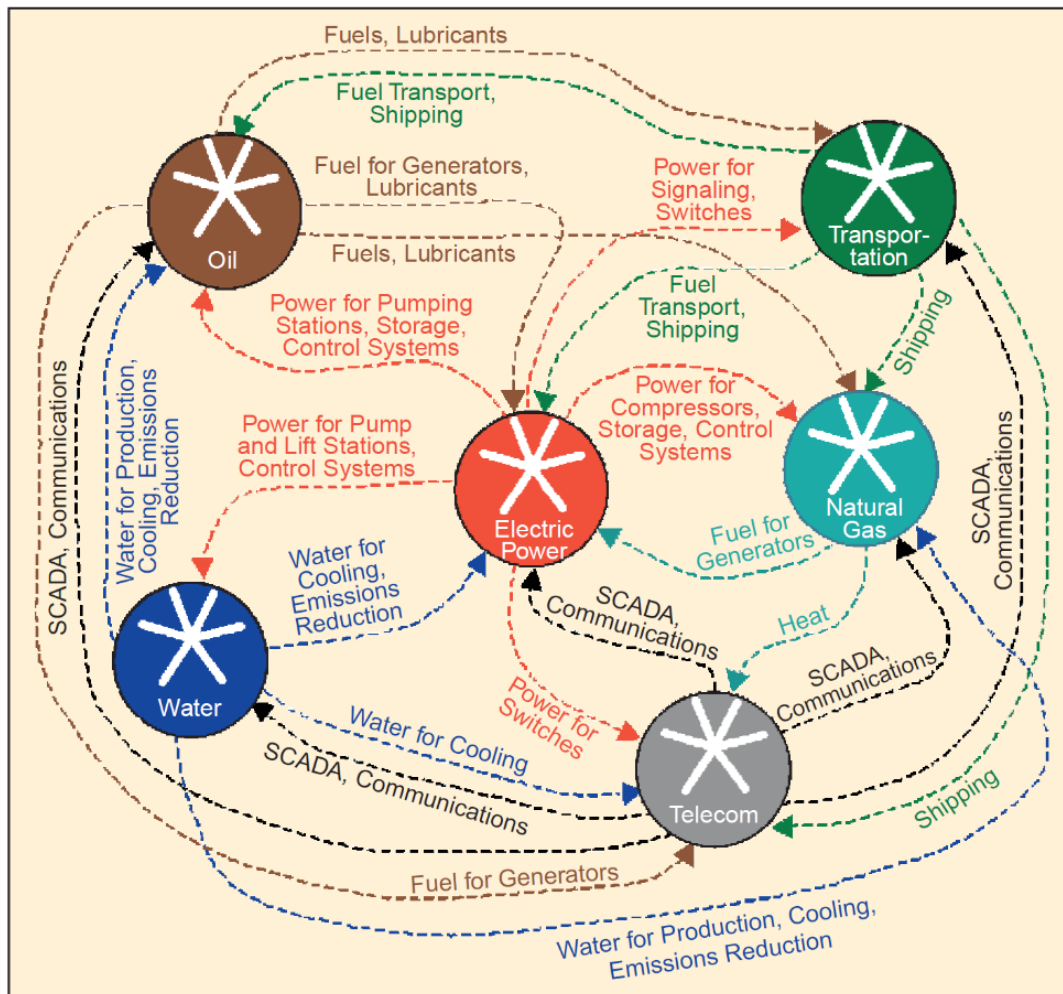 Fuels, Lubricants
Fuel Transport,
Shipping
Fuel for Generators,
Lubricants
Power for
Signaling,
Switches
Oil
Fuels, Lubricants
Transpor-
tation
Fuel
Transport,
Shipping
Shipping
Power for Pumping
Stations, Storage,
Control Systems
Power for
Compressors,
Storage, Control
Systems
Power for Pump
and Lift Stations,
Control Systems
SCADA, Communications
Water for Production,
Cooling, Emissions
Reduction
Electric
Power
Natural
Gas
SCADA,
Communications
Fuel for
Generators
Water for
Cooling,
Emissions
Reduction
SCADA,
Communications
Heat
SCADA,
Communications
Water
Power for
Switches
Water for Cooling
SCADA, Communications
Telecom
Shipping
Fuel for Generators
Water for Production, Cooling,
Emissions Reduction